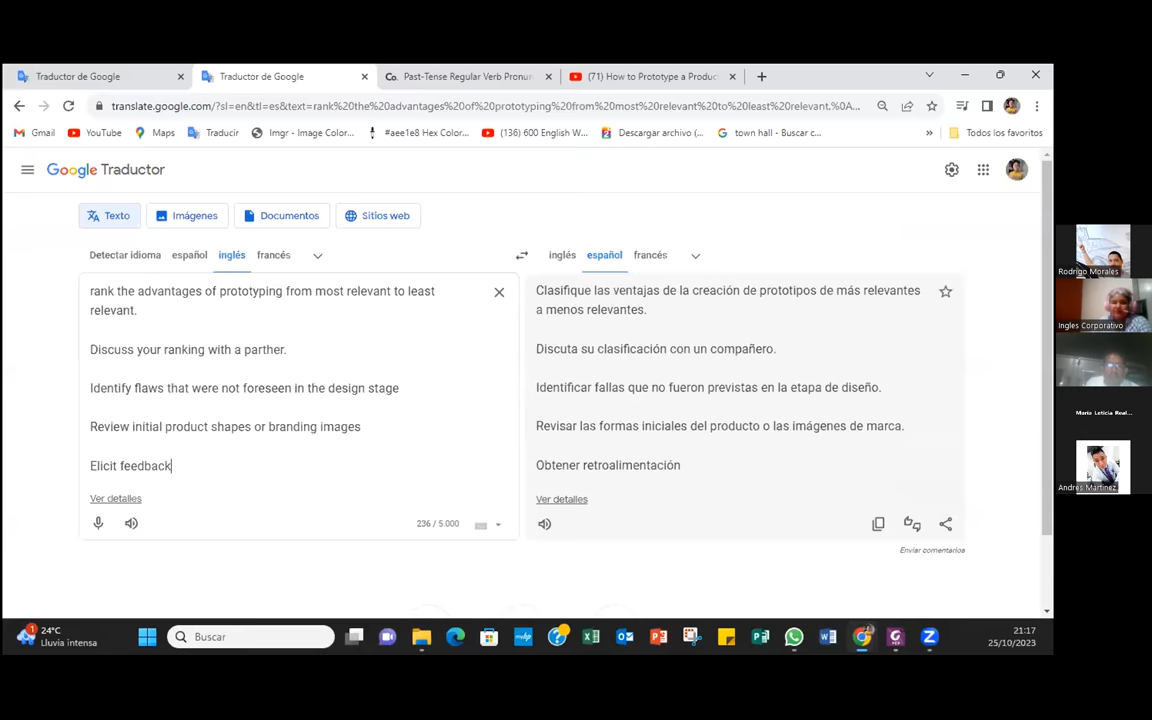 Traductor de Google
Traductor de Google
Co. Past-Tense Regular Verb Pronun
(71) How to Prototype a Produc
translate.google.com/?sl=en&tl=es&text=rank%20the%20advantages%20of%20prototyping%20from%20most%20relevant%20to%20least%20relevant.%0A...
Gmail
YouTube
Maps
Traducir
Imgr - Image Color...
#aee1e8 Hex Color...
(136) 600 English W...
Descargar archivo (...
town hall - Buscar c...
»
Todos los favoritos
Google Traductor
Texto
Imágenes
Documentos
Sitios web
Detectar idioma español inglés francés
inglés español francés
rank the advantages of prototyping from most relevant to least
relevant.
Discuss your ranking with a parther.
Identify flaws that were not foreseen in the design stage
Review initial product shapes or branding images
Elicit feedback
Ver detalles
236 / 5.000
Clasifique las ventajas de la creación de prototipos de más relevantes
a menos relevantes.
Discuta su clasificación con un compañero.
Identificar fallas que no fueron previstas en la etapa de diseño.
Revisar las formas iniciales del producto o las imágenes de marca.
Obtener retroalimentación
Ver detalles
Enviar comentarios
Rodrigo Morales
Ingles Corporativo
Maria Leticia Real...
Andres Martinez
1
24°C
Lluvia intensa
Buscar
21:17
25/10/2023